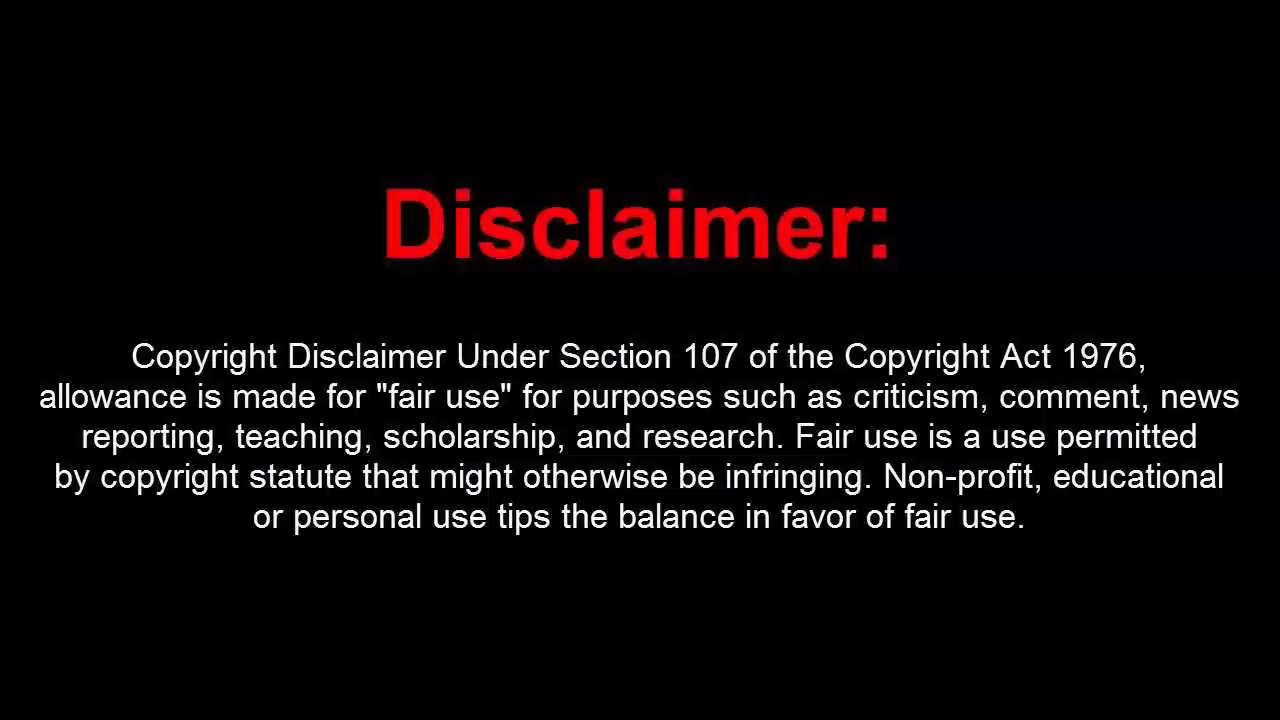 Disclaimer:
Copyright Disclaimer Under Section 107 of the Copyright Act 1976,
allowance is made for "fair use" for purposes such as criticism, comment, news
reporting, teaching, scholarship, and research. Fair use is a use permitted
by copyright statute that might otherwise be infringing. Non-profit, educational
or personal use tips the balance in favor of fair use.